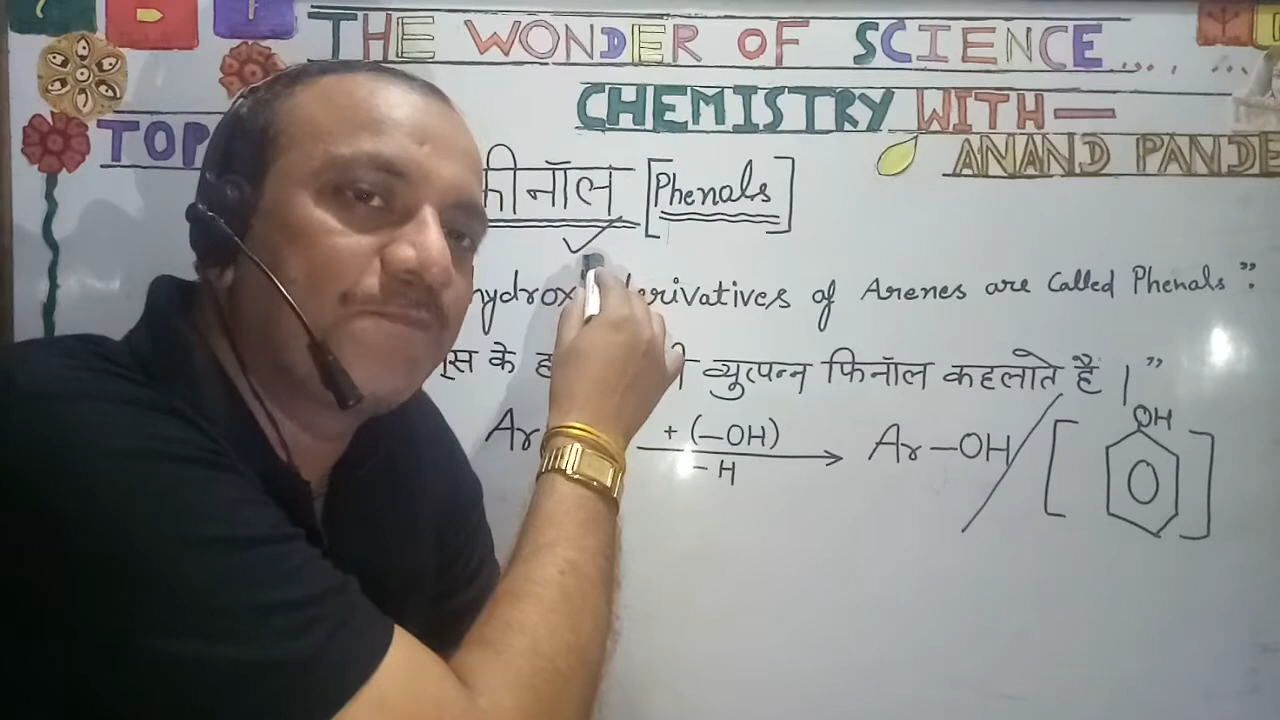 THE WONDER OF SCIENCE.... ...
CHEMISTRY WITH—
ANAND PANDE
TOP
फीनॉल [Phenals]
hydrox derivatives of Arenes are Called Phenals".
के व्युत्पन्न फिनॉल कहलाते हैं।"
Ar + (—OH) Ar—OH / [ OH ]
- H